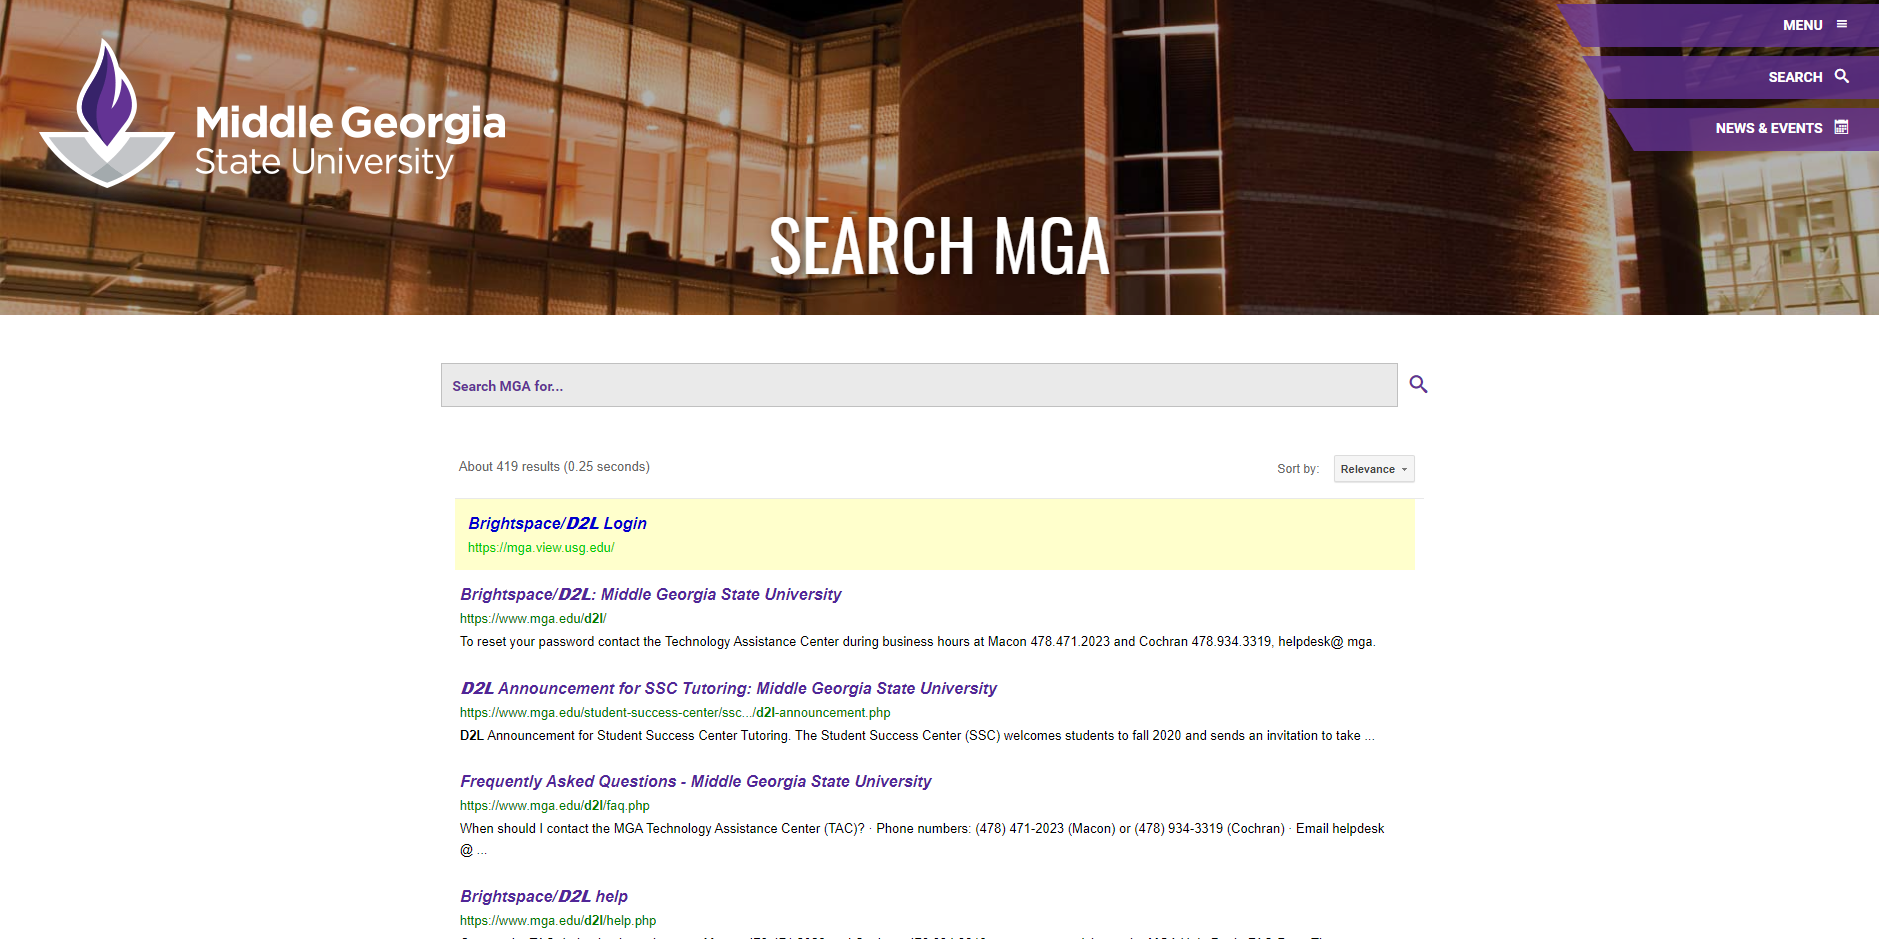 MENU
SEARCH
NEWS & EVENTS
Middle Georgia
State University
SEARCH MGA
Search MGA for...
About 419 results (0.25 seconds)
Sort by: Relevance
Brightspace/D2L Login
https://mga.view.usg.edu/
Brightspace/D2L: Middle Georgia State University
https://www.mga.edu/d2l/
To reset your password contact the Technology Assistance Center during business hours at Macon 478.471.2023 and Cochran 478.934.3319, helpdesk@ mga.
D2L Announcement for SSC Tutoring: Middle Georgia State University
https://www.mga.edu/student-success-center/ssc.../d2l-announcement.php
D2L Announcement for Student Success Center Tutoring. The Student Success Center (SSC) welcomes students to fall 2020 and sends an invitation to take ...
Frequently Asked Questions - Middle Georgia State University
https://www.mga.edu/d2l/faq.php
When should I contact the MGA Technology Assistance Center (TAC)? · Phone numbers: (478) 471-2023 (Macon) or (478) 934-3319 (Cochran) · Email helpdesk
@ ...
Brightspace/D2L help
https://www.mga.edu/d2l/help.php